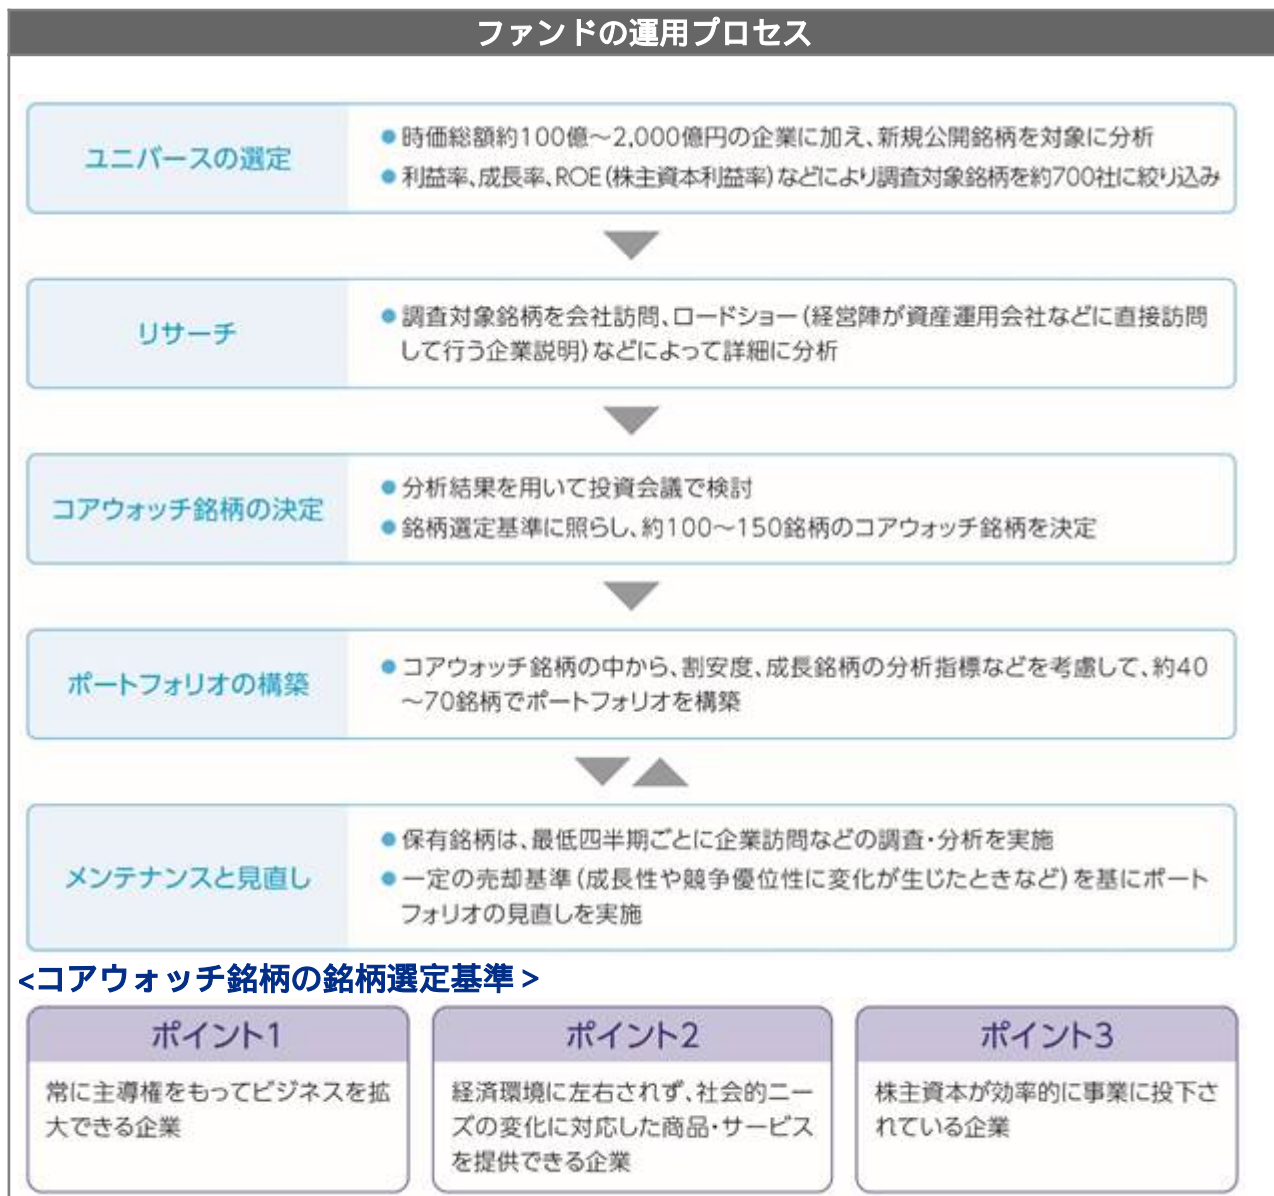 ファンドの運用プロセス
ユニバースの選定
●時価総額約100億～2,000億円の企業に加え、新規公開銘柄を対象に分析
●利益率、成長率、ROE(株主資本利益率)などにより調査対象銘柄を約700社に絞り込み
リサーチ
●調査対象銘柄を会社訪問、ロードショー(経営陣が資産運用会社などに直接訪問
して行う企業説明)などによって詳細に分析
コアウォッチ銘柄の決定
●分析結果を用いて投資会議で検討
●銘柄選定基準に照らし、約100～150銘柄のコアウォッチ銘柄を決定
ポートフォリオの構築
●コアウォッチ銘柄の中から、割安度、成長銘柄の分析指標などを考慮して、約40
～70銘柄でポートフォリオを構築
メンテナンスと見直し
●保有銘柄は、最低四半期ごとに企業訪問などの調査・分析を実施
●一定の売却基準(成長性や競争優位性に変化が生じたときなど)を基にポート
フォリオの見直しを実施
<コアウォッチ銘柄の銘柄選定基準>
ポイント1
常に主導権をもってビジネスを拡
大できる企業
ポイント2
経済環境に左右されず、社会的ニー
ズの変化に対応した商品・サービス
を提供できる企業
ポイント3
株主資本が効率的に事業に投下さ
れている企業